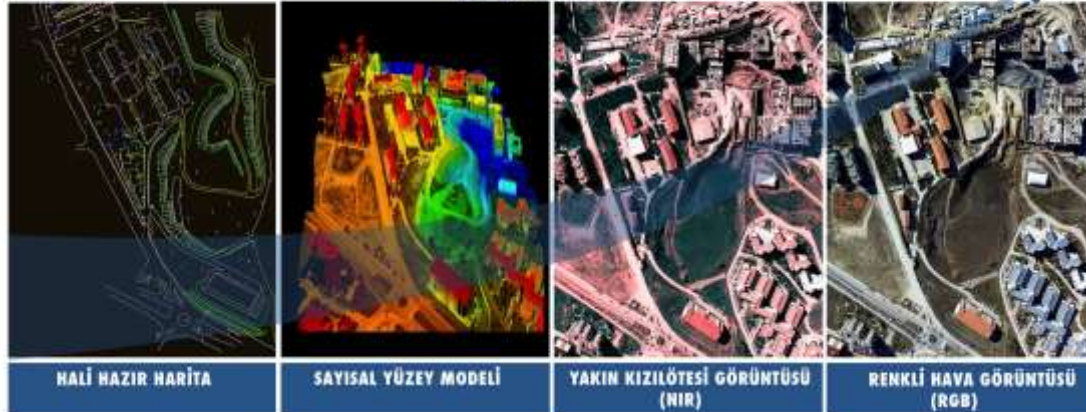 HALİ HAZIR HARİTA
SAYISAL YÜZEY MODELİ
YAKIN KIZILÖTESİ GÖRÜNTÜSÜ
(NIR)
RENKLİ HAVA GÖRÜNTÜSÜ
(RGB)